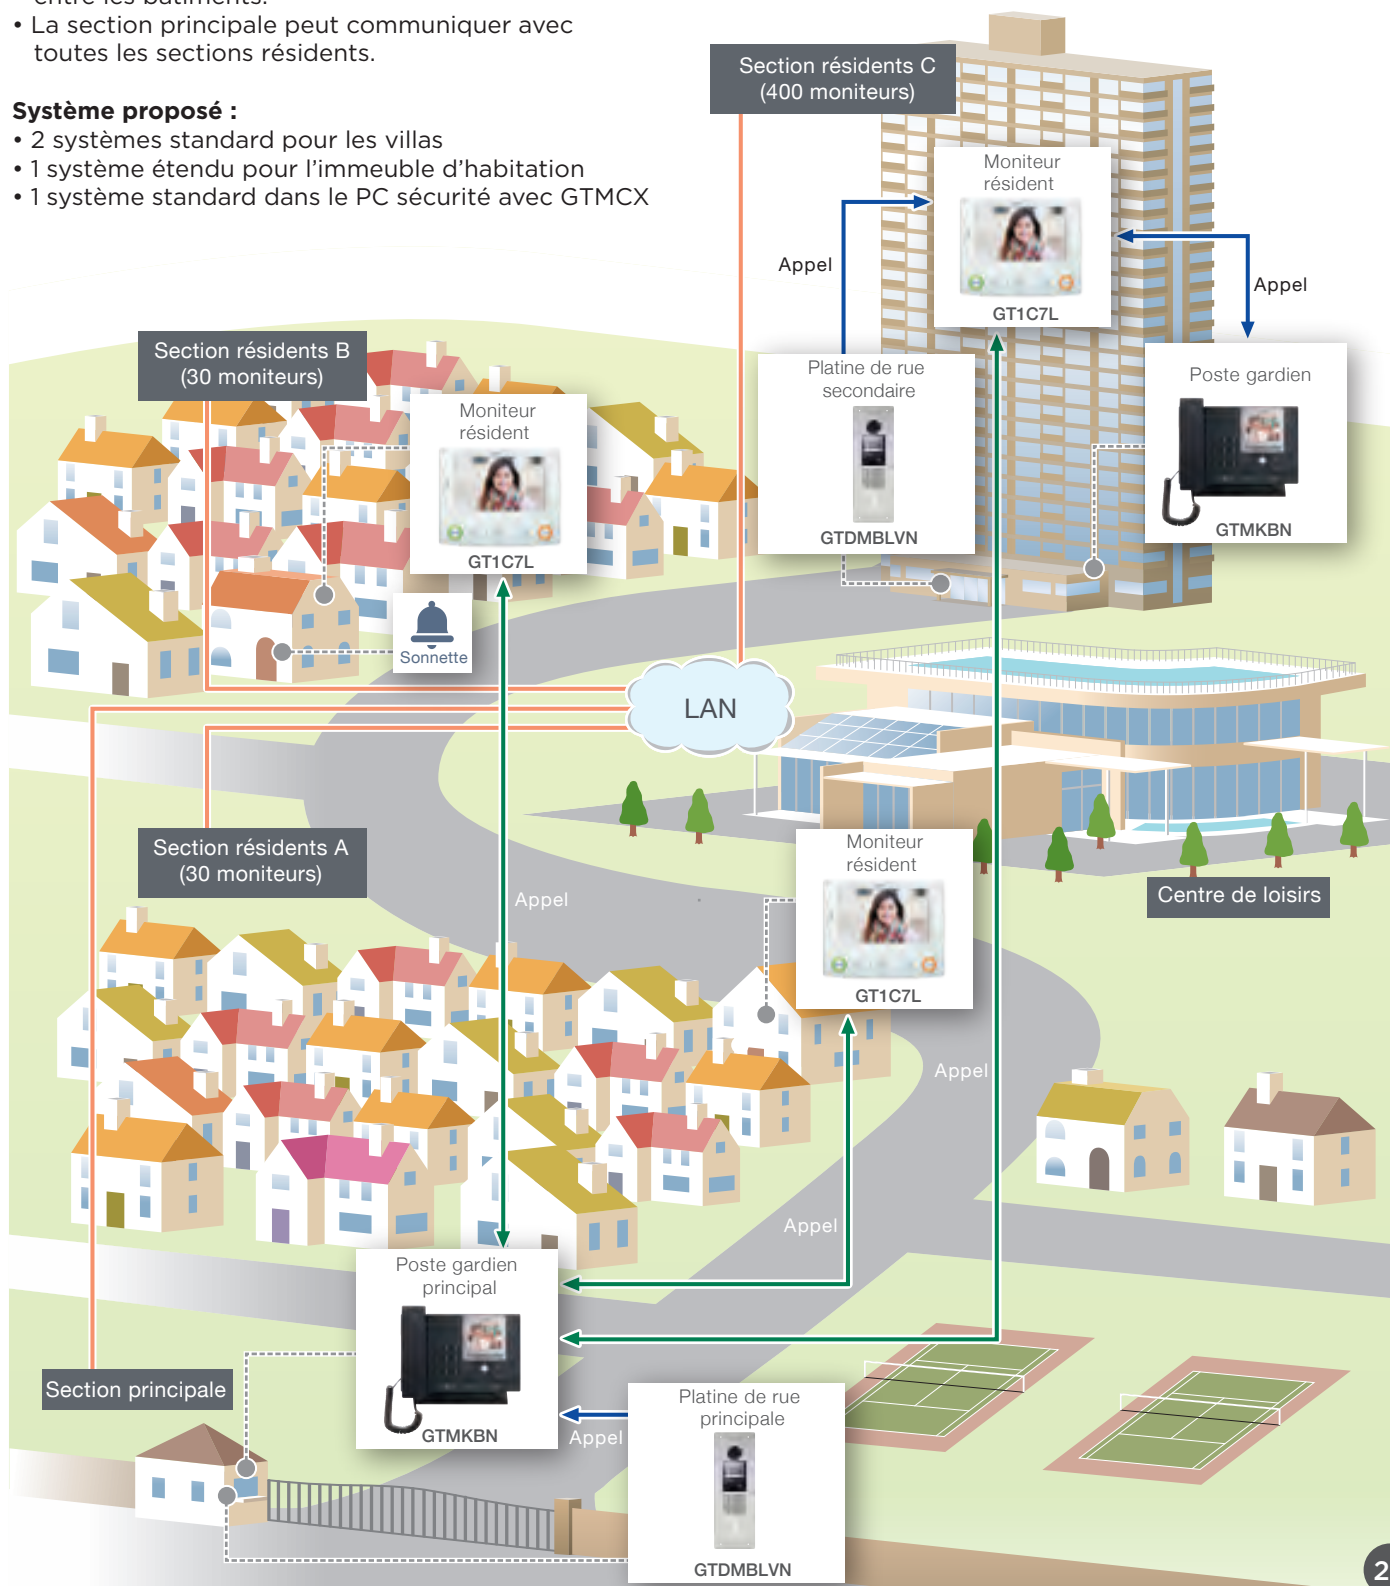 entre les bâtiments.
• La section principale peut communiquer avec
toutes les sections résidents.
Système proposé :
• 2 systèmes standard pour les villas
• 1 système étendu pour l'immeuble d'habitation
• 1 système standard dans le PC sécurité avec GTMCX
Section résidents C
(400 moniteurs)
Moniteur
résident
GT1C7L
Appel
Appel
Section résidents B
(30 moniteurs)
Moniteur
résident
GT1C7L
Platine de rue
secondaire
GTDMBLVN
Poste gardien
GTMKBN
Sonnette
LAN
Section résidents A
(30 moniteurs)
Moniteur
résident
GT1C7L
Centre de loisirs
Appel
Appel
Appel
Poste gardien
principal
GTMKBN
Section principale
Appel
Platine de rue
principale
GTDMBLVN
2